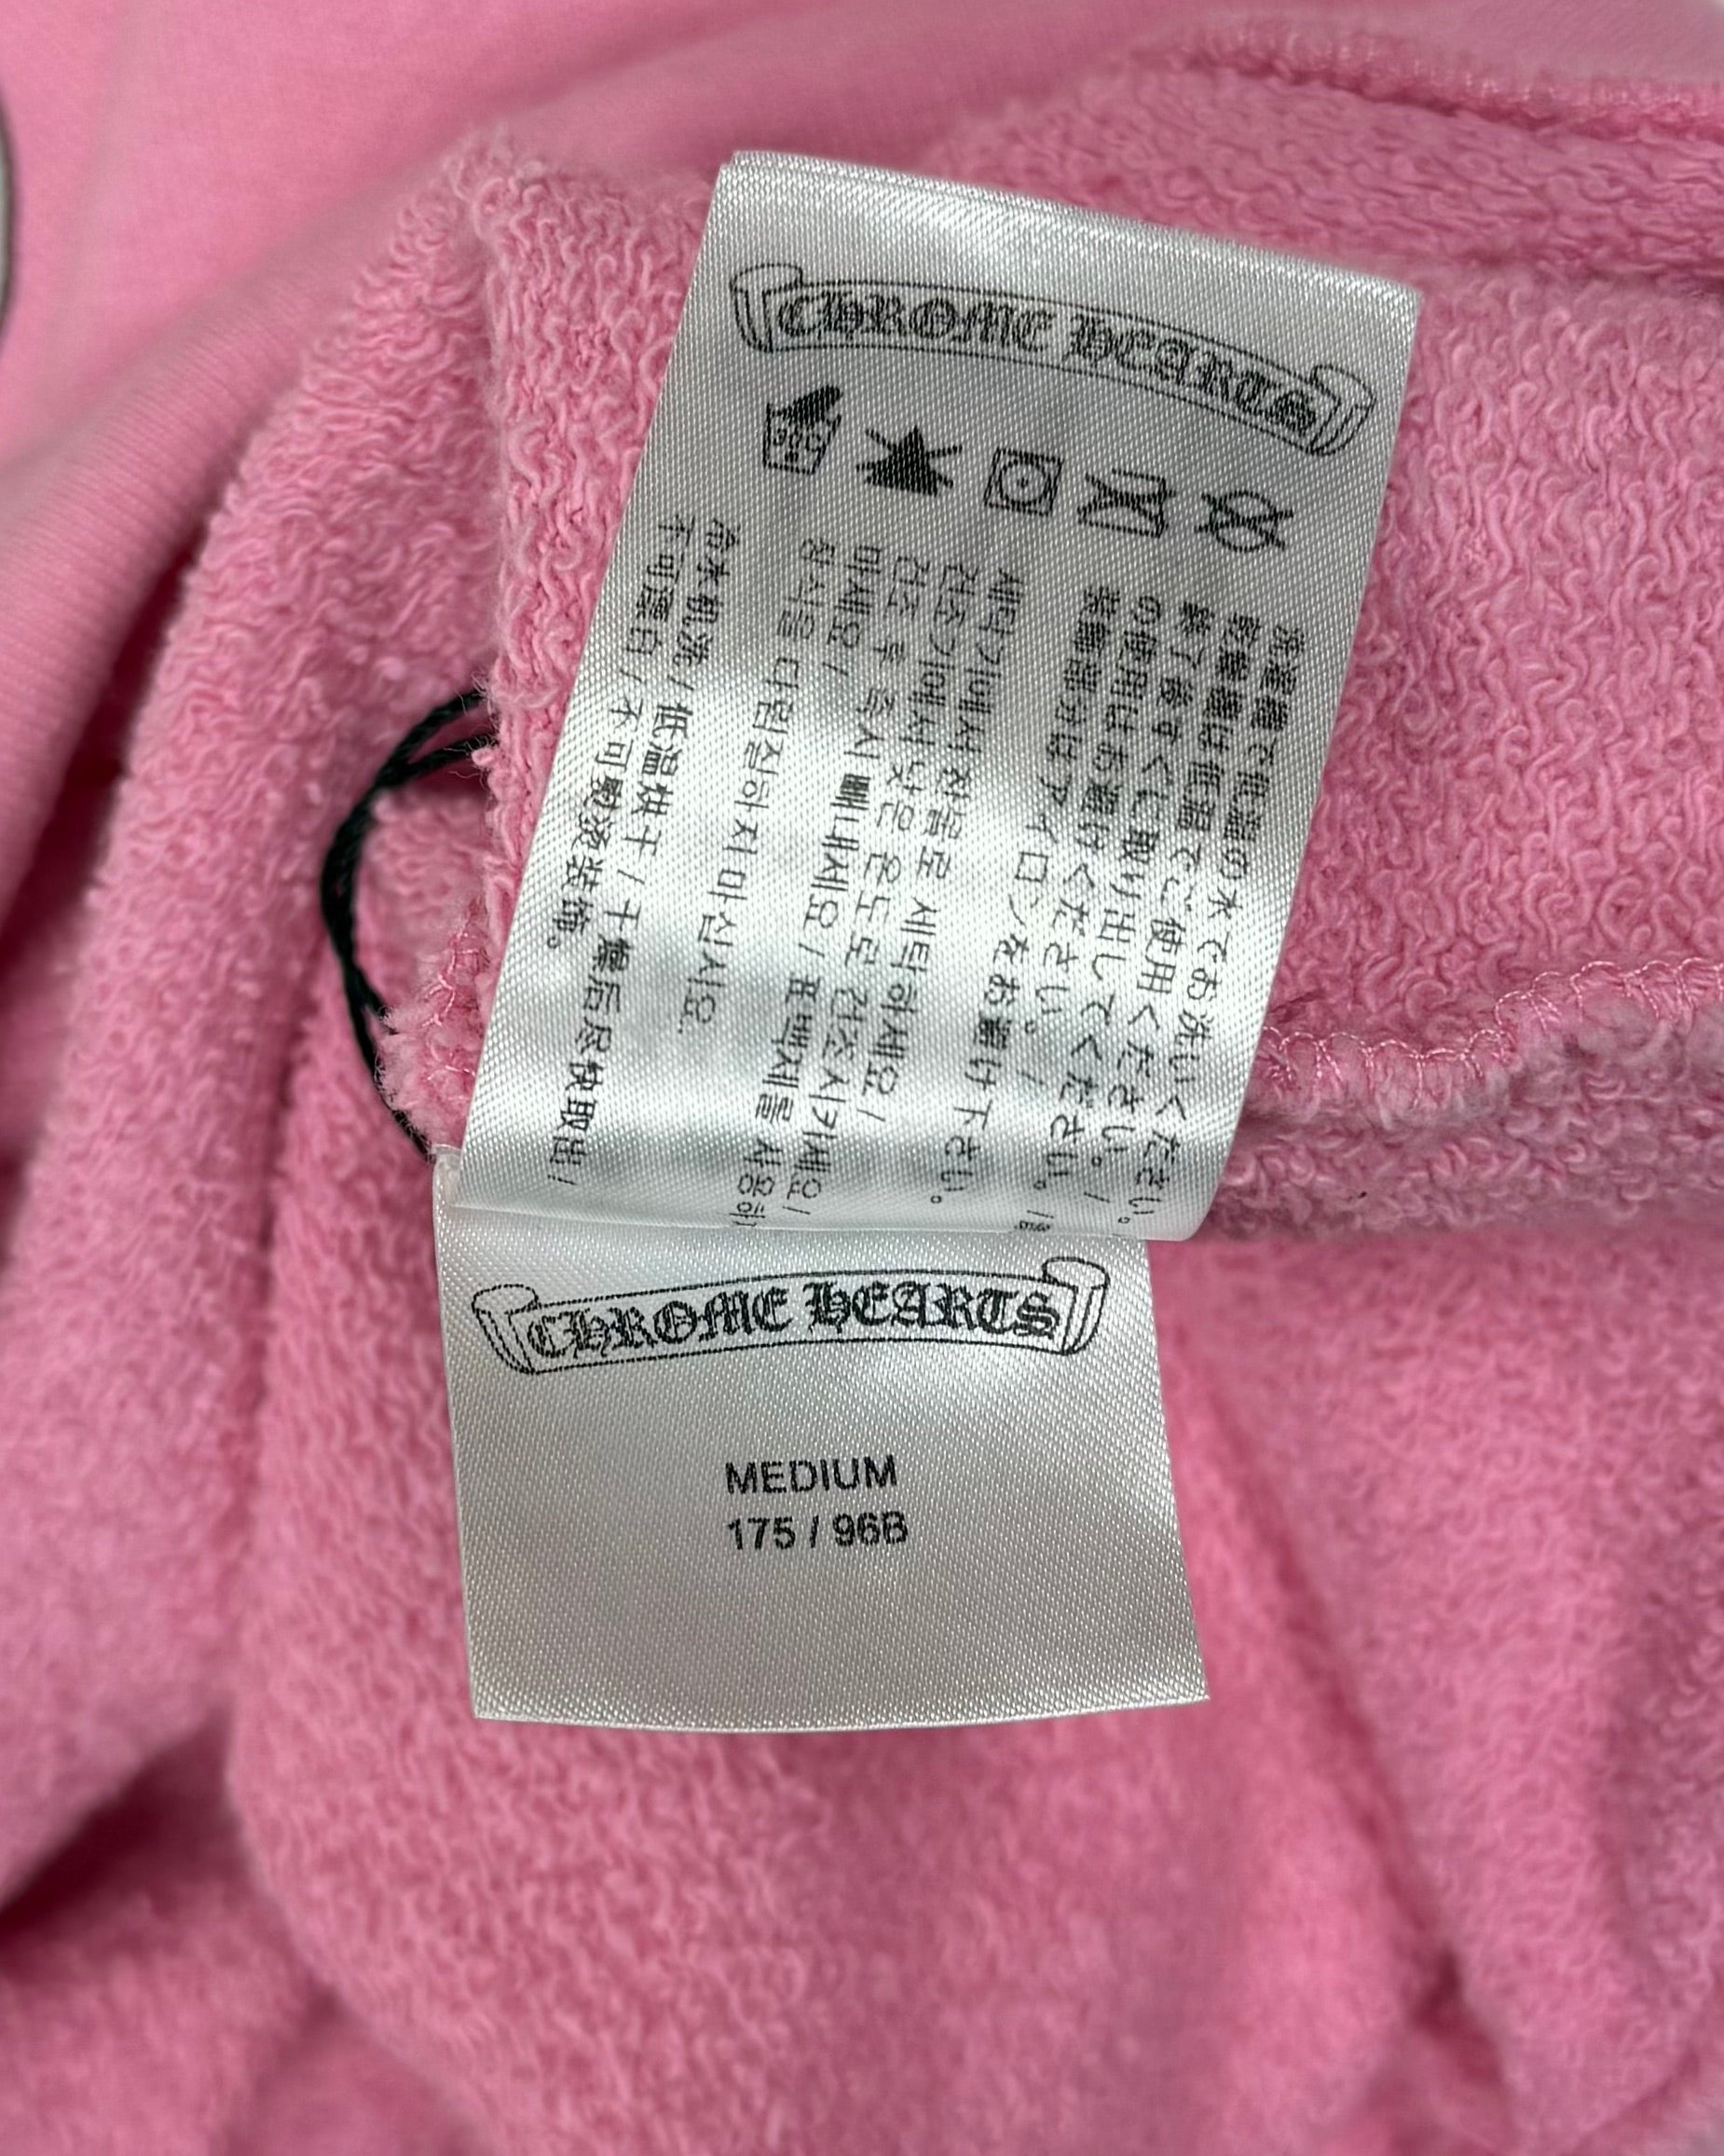 CHROME HEARTS
30C
洗濯機で低温の水でお洗いください。/
乾燥機は低温でご使用ください。/
終了後すぐに取り出してください。/
の使用はお避けください。/
装飾部分はアイロンをお避け下さい。
세탁기에서 찬물로 세탁하세요/
건조기에서 낮은 온도로 건조시키세요/
건조 후 즉시 빼내세요/ 표백제를 사용하
마세요/
장식을 다림질하지 마십시오.
冷水机洗/低温烘干/干燥后尽快取出/
不可漂白/不可熨烫装饰。
CHROME HEARTS
MEDIUM
175 / 96B